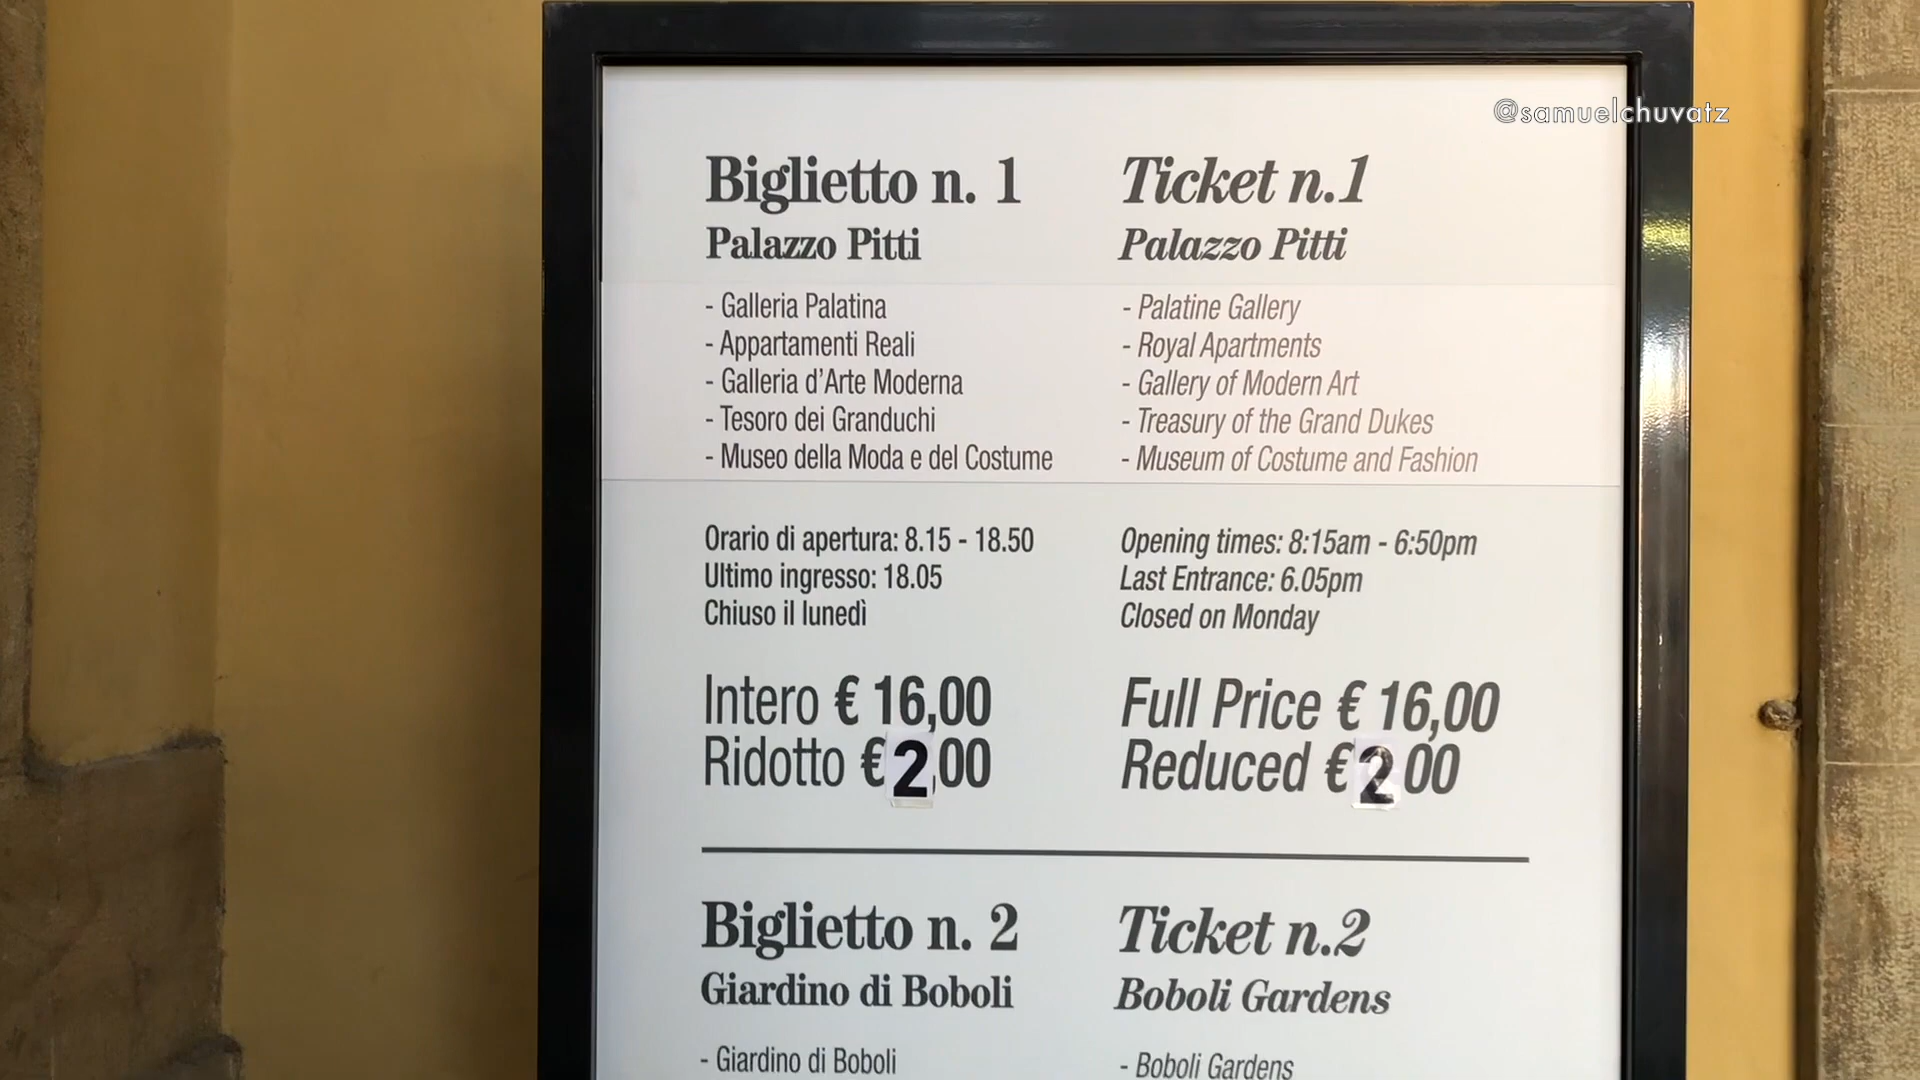 @samuelchuvatz
Biglietto n. 1
Palazzo Pitti
- Galleria Palatina
- Appartamenti Reali
- Galleria d'Arte Moderna
- Tesoro dei Granduchi
- Museo della Moda e del Costume
Orario di apertura: 8.15 - 18.50
Ultimo ingresso: 18.05
Chiuso il lunedì
Intero € 16,00
Ridotto € 2,00
Ticket n.1
Palazzo Pitti
- Palatine Gallery
- Royal Apartments
- Gallery of Modern Art
- Treasury of the Grand Dukes
- Museum of Costume and Fashion
Opening times: 8:15am - 6:50pm
Last Entrance: 6.05pm
Closed on Monday
Full Price € 16,00
Reduced € 2 00
Biglietto n. 2
Giardino di Boboli
- Giardino di Boboli
Ticket n.2
Boboli Gardens
- Boboli Gardens